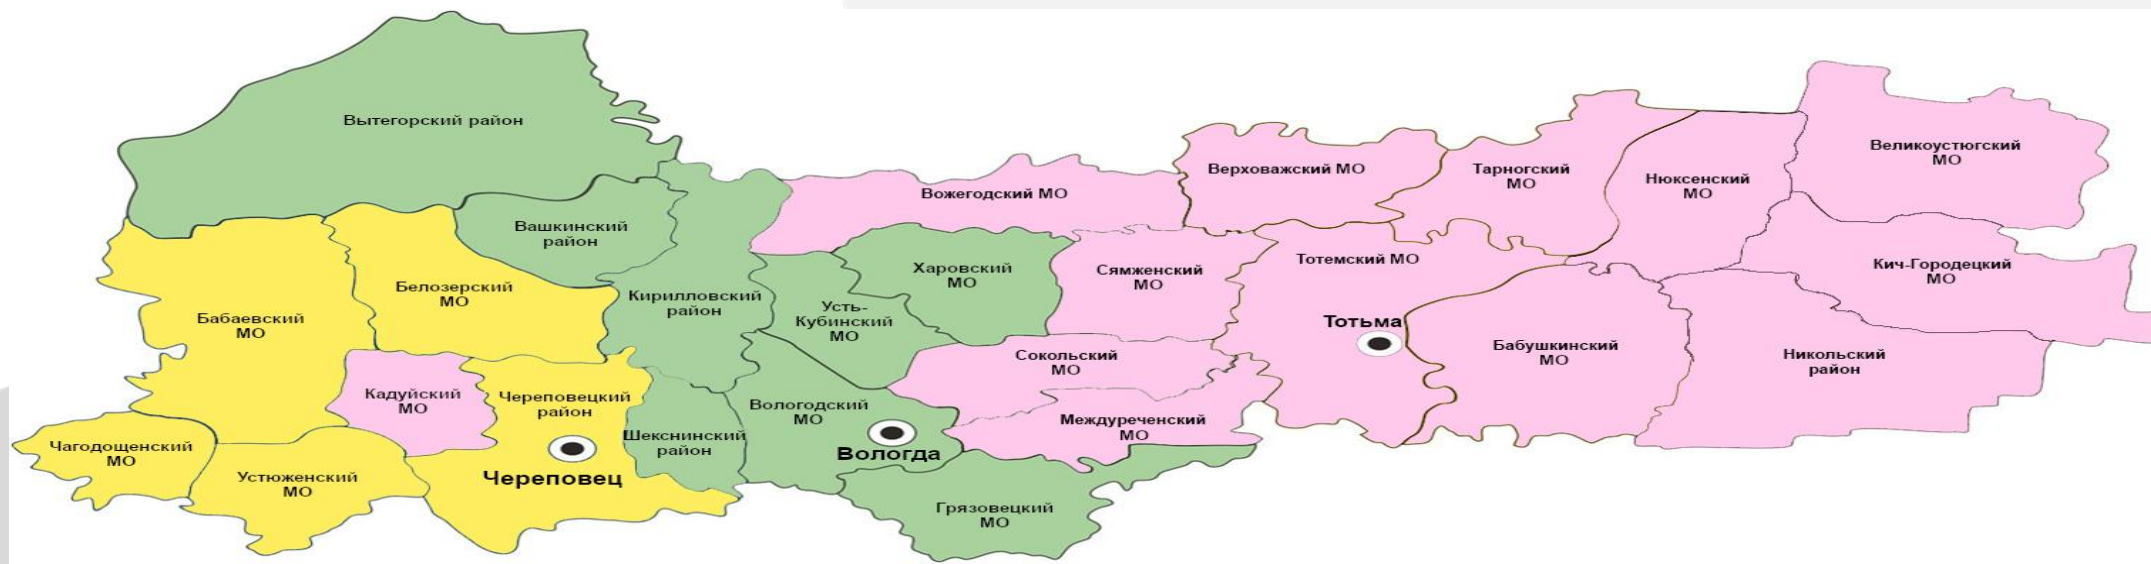 Вытегорский район
Вашкинский
район
Белозерский
МО
Бабаевский
МО
Кадуйский
МО
Череповецкий
район
Череповец
Чагодощенский
МО
Устюженский
МО
Шекснинский
район
Кирилловский
район
Вожегодский МО
Харовский
МО
Усть-
Кубинский
МО
Вологодский
МО
Вологда
Грязовецкий
МО
Сокольский
МО
Междуреченский
МО
Сямженский
МО
Верховажский МО
Тарногский
МО
Тотемский МО
Тотьма
Нюксенский
МО
Бабушкинский
МО
Великоустюгский
МО
Кич-Городецкий
МО
Никольский
район